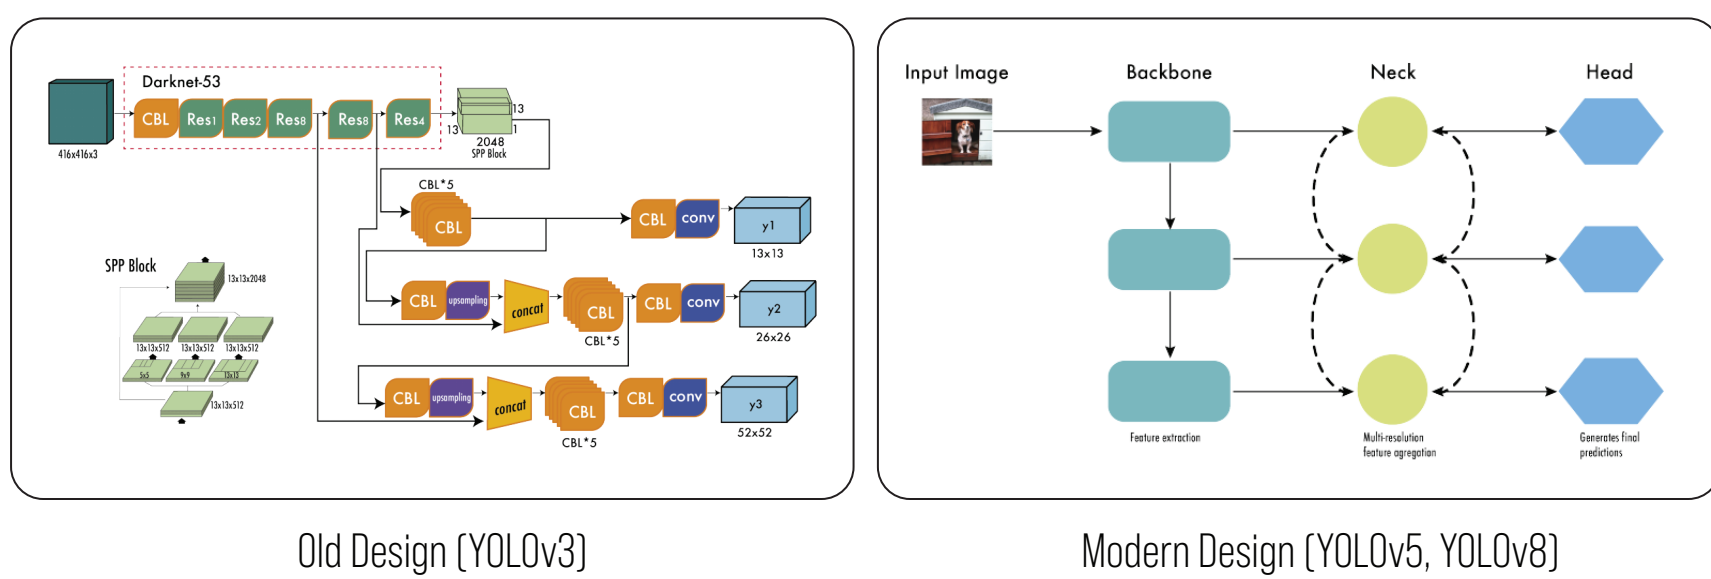 Darknet-53
CBL
Res1
Res2
Res8
Res8
Res4
416x416x3
13
13
1
2048
SPP Block
CBL*5
CBL
CBL
conv
y1
13x13
CBL
upsampling
concat
CBL
CBL*5
CBL
conv
y2
26x26
CBL
upsampling
concat
CBL
CBL*5
CBL
conv
y3
52x52
SPP Block
13x13x2048
13x13x512
13x13x512
13x13x512
5x5
9x9
13x13
13x13x512
Old Design (YOLOv3)
Input Image
Backbone
Neck
Head
Feature extraction
Multi-resolution
feature agregation
Generates final
predictions
Modern Design (YOLOv5, YOLOv8)